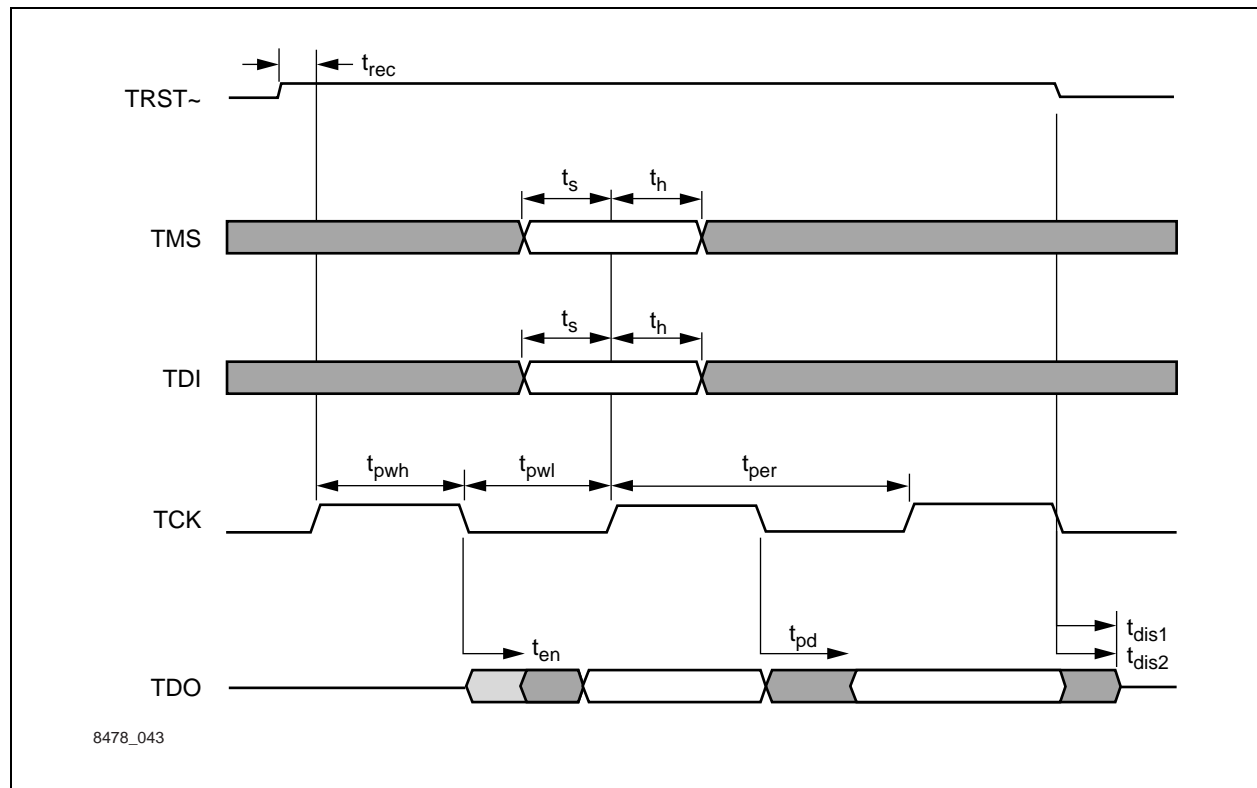 t_rec
TRST~
t_s t_h
TMS
t_s t_h
TDI
t_pwh t_pwl t_per
TCK
t_en t_pd t_dis1
t_dis2
TDO
8478_043